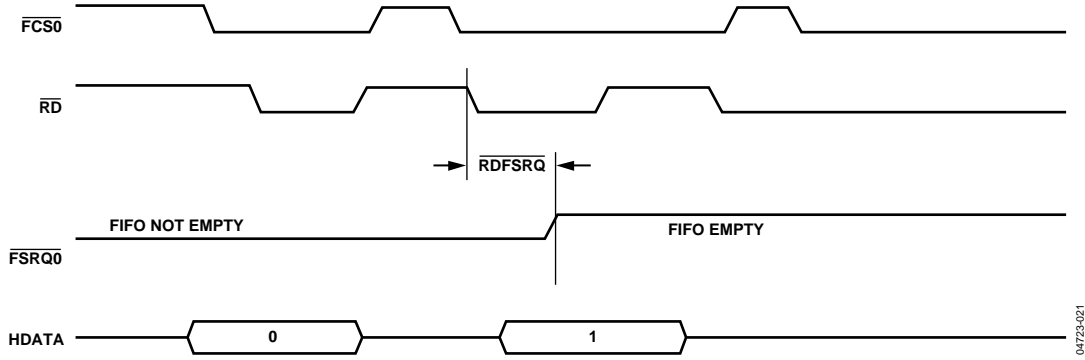 FCS0
RD
RDFSRQ
FIFO NOT EMPTY
FIFO EMPTY
FSRQ0
HDATA
0
1
04723-021